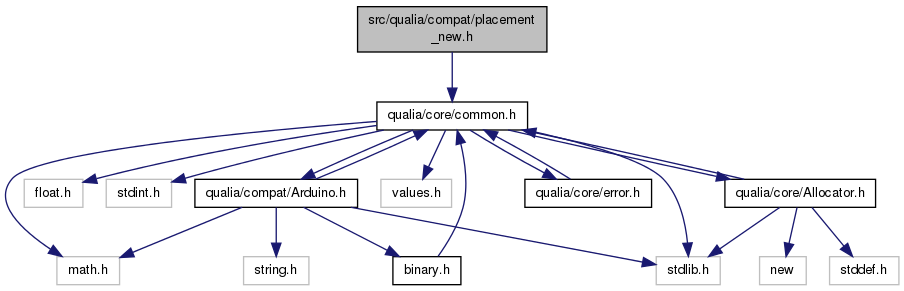 src/qualia/compat/placement
_new.h
qualia/core/common.h
float.h
stdint.h
qualia/compat/Arduino.h
values.h
qualia/core/error.h
qualia/core/Allocator.h
math.h
string.h
binary.h
stdlib.h
new
stddef.h